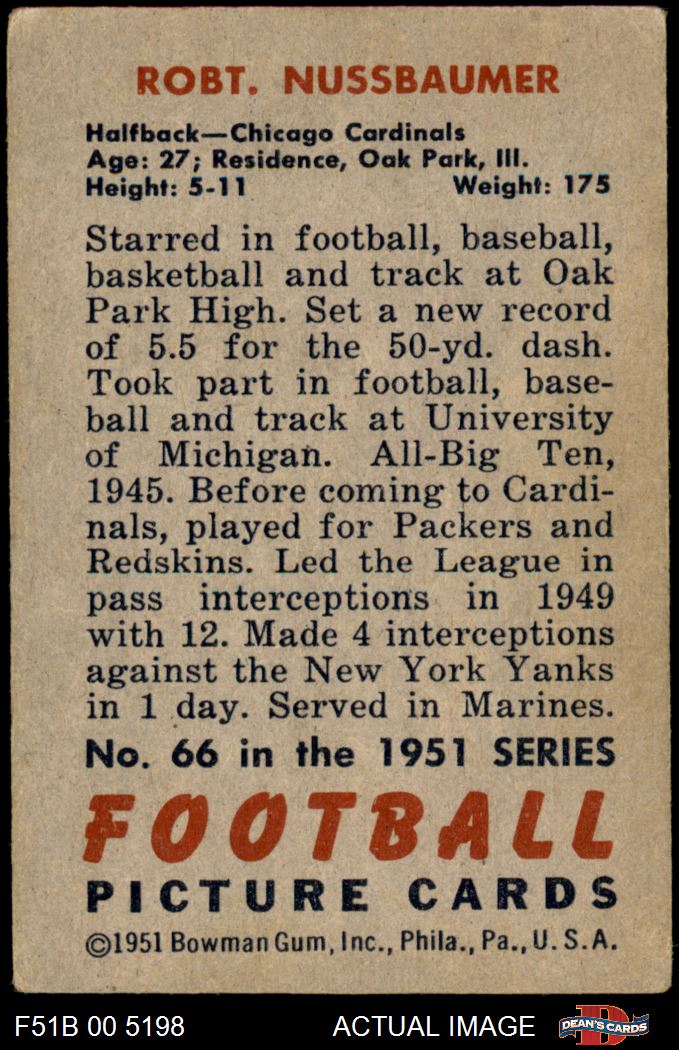 ROBT. NUSSBAUMER
Halfback—Chicago Cardinals
Age: 27; Residence, Oak Park, Ill.
Height: 5-11 Weight: 175
Starred in football, baseball,
basketball and track at Oak
Park High. Set a new record
of 5.5 for the 50-yd. dash.
Took part in football, base-
ball and track at University
of Michigan. All-Big Ten,
1945. Before coming to Cardi-
nals, played for Packers and
Redskins. Led the League in
pass interceptions in 1949
with 12. Made 4 interceptions
against the New York Yanks
in 1 day. Served in Marines.
No. 66 in the 1951 SERIES
FOOTBALL
PICTURE CARDS
©1951 Bowman Gum, Inc., Phila., Pa., U. S. A.
F51B 00 5198 ACTUAL IMAGE D DEAN'S CARDS